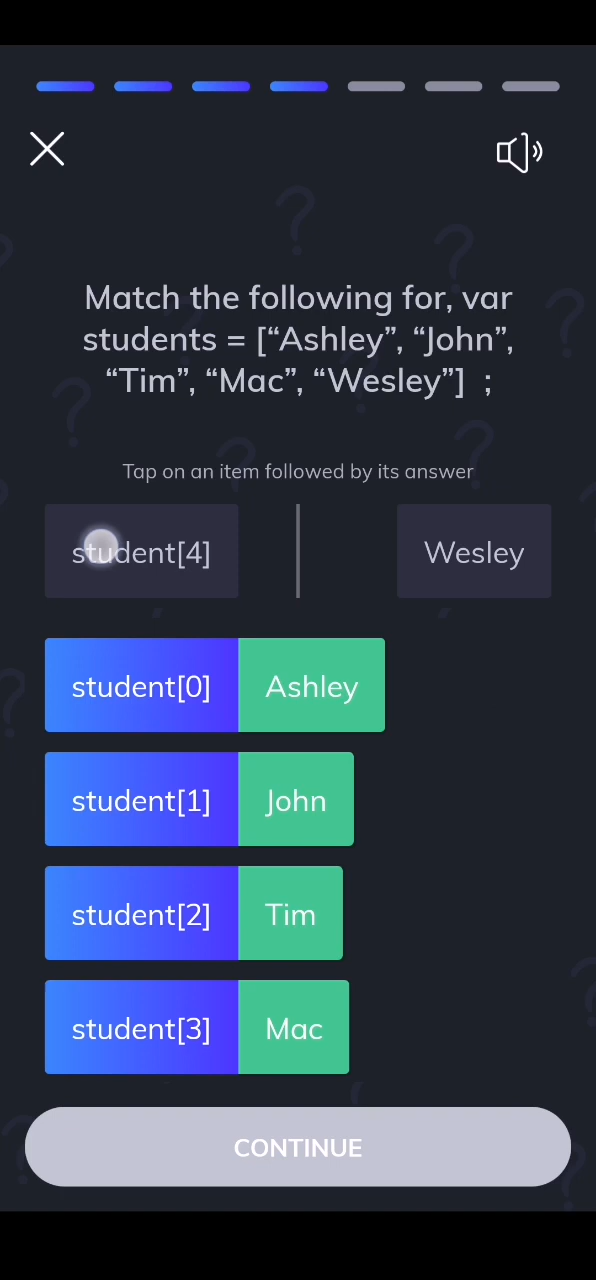 Match the following for, var
students = [“Ashley”, “John”,
“Tim”, “Mac”, “Wesley”]  ;
Tap on an item followed by its answer
student[4] Wesley
student[0] Ashley
student[1] John
student[2] Tim
student[3] Mac
CONTINUE